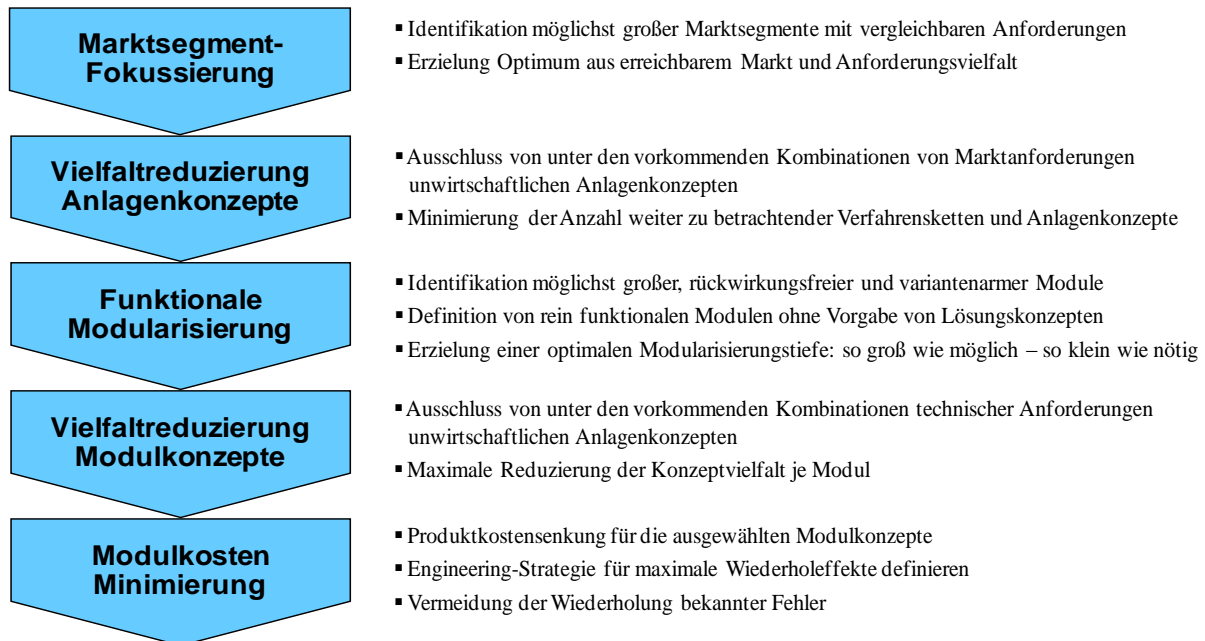 Marktsegment-
Fokussierung
▪ Identifikation möglichst großer Marktsegmente mit vergleichbaren Anforderungen
▪ Erzielung Optimum aus erreichbarem Markt und Anforderungsvielfalt
Vielfaltreduzierung
Anlagenkonzepte
▪ Ausschluss von unter den vorkommenden Kombinationen von Marktanforderungen
unwirtschaftlichen Anlagenkonzepten
▪ Minimierung der Anzahl weiter zu betrachtender Verfahrensketten und Anlagenkonzepte
Funktionale
Modularisierung
▪ Identifikation möglichst großer, rückwirkungsfreier und variantenarmer Module
▪ Definition von rein funktionalen Modulen ohne Vorgabe von Lösungskonzepten
▪ Erzielung einer optimalen Modularisierungstiefe: so groß wie möglich – so klein wie nötig
Vielfaltreduzierung
Modulkonzepte
▪ Ausschluss von unter den vorkommenden Kombinationen technischer Anforderungen
unwirtschaftlichen Anlagenkonzepten
▪ Maximale Reduzierung der Konzeptvielfalt je Modul
Modulkosten
Minimierung
▪ Produktkostensenkung für die ausgewählten Modulkonzepte
▪ Engineering-Strategie für maximale Wiederholeffekte definieren
▪ Vermeidung der Wiederholung bekannter Fehler